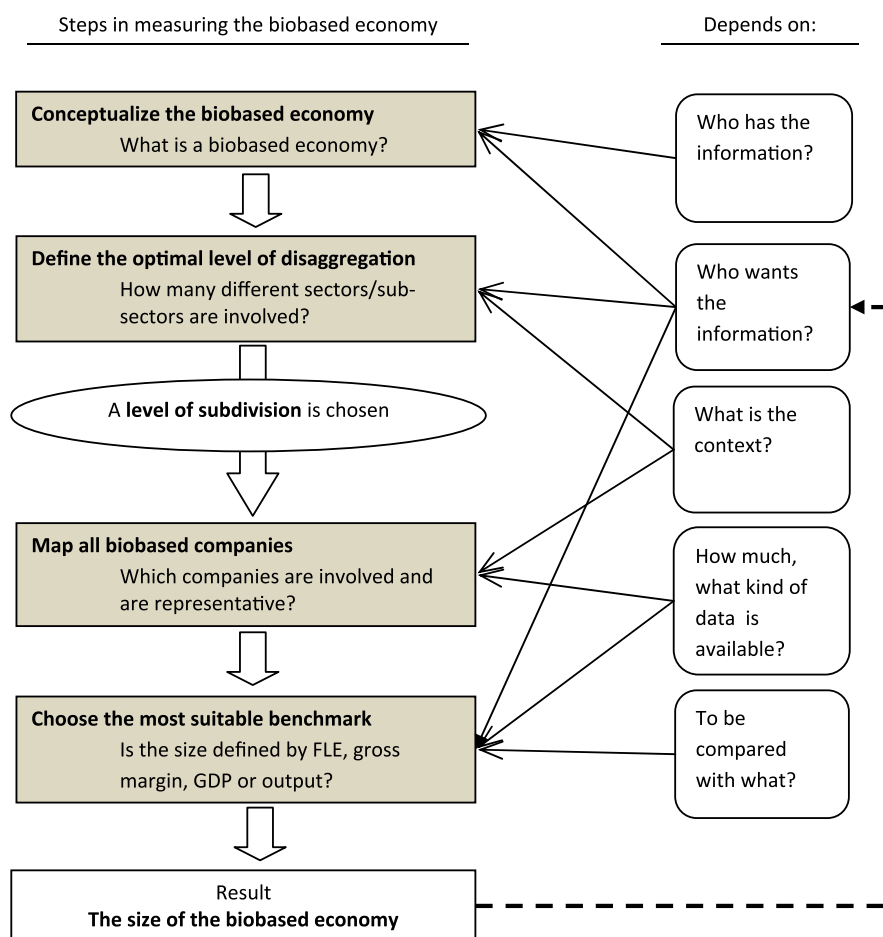 Steps in measuring the biobased economy
Depends on:
Conceptualize the biobased economy
What is a biobased economy?
Define the optimal level of disaggregation
How many different sectors/sub-
sectors are involved?
A level of subdivision is chosen
Map all biobased companies
Which companies are involved and
are representative?
Choose the most suitable benchmark
Is the size defined by FLE, gross
margin, GDP or output?
Result
The size of the biobased economy
Who has the
information?
Who wants
the
information?
What is the
context?
How much,
what kind of
data is
available?
To be
compared
with what?